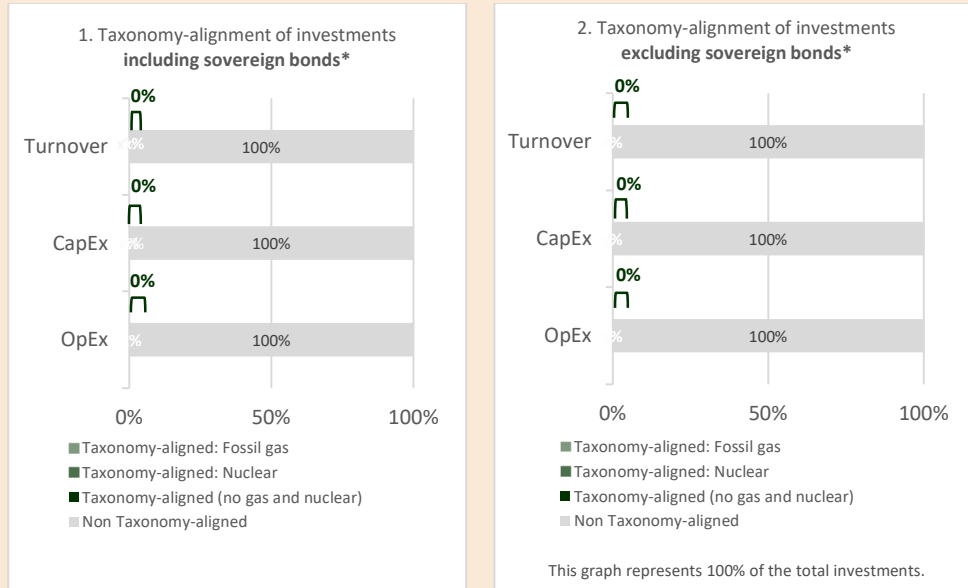 1. Taxonomy-alignment of investments
including sovereign bonds*
0%
Turnover
100%
0%
CapEx
100%
0%
OpEx
100%
0%
50%
100%
Taxonomy-aligned: Fossil gas
Taxonomy-aligned: Nuclear
Taxonomy-aligned (no gas and nuclear)
Non Taxonomy-aligned
2. Taxonomy-alignment of investments
excluding sovereign bonds*
0%
Turnover
100%
0%
CapEx
100%
0%
OpEx
100%
0%
50%
100%
Taxonomy-aligned: Fossil gas
Taxonomy-aligned: Nuclear
Taxonomy-aligned (no gas and nuclear)
Non Taxonomy-aligned
This graph represents 100% of the total investments.